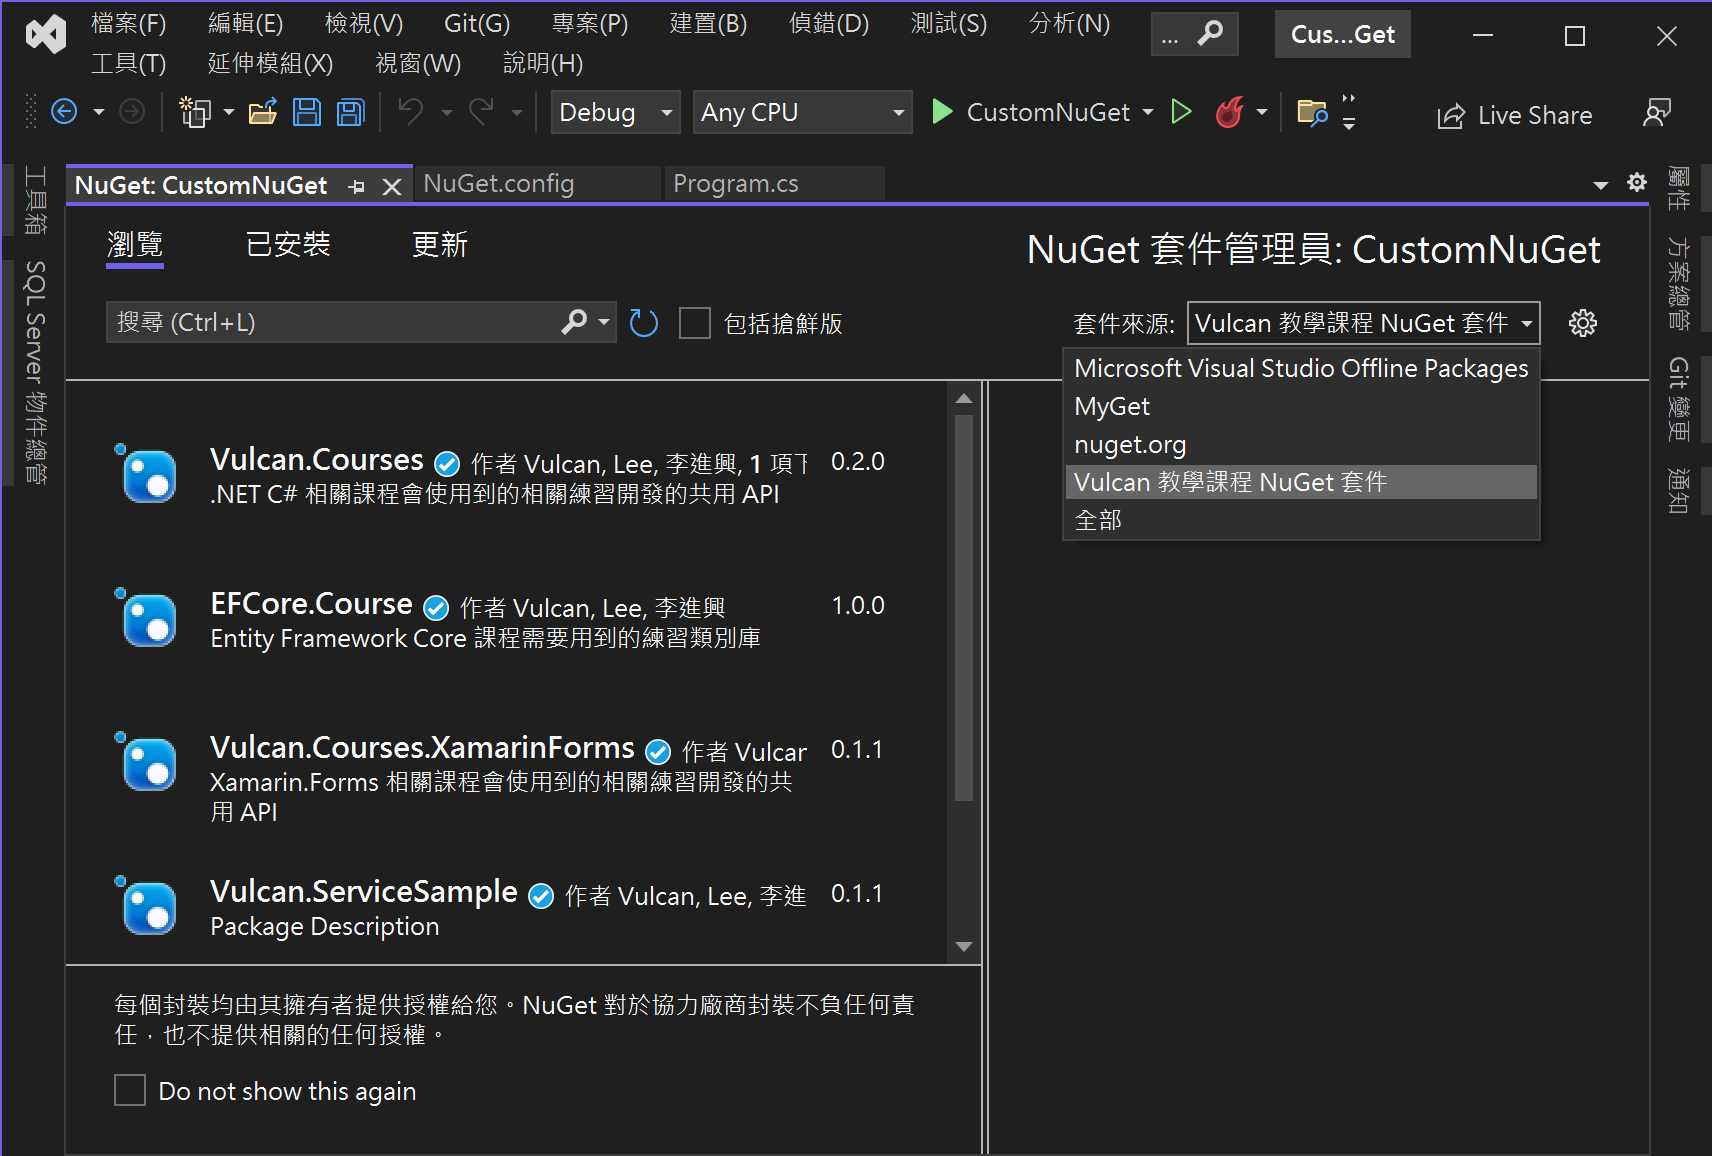 檔案(F) 編輯(E) 檢視(V) Git(G) 專案(P) 建置(B) 偵錯(D) 測試(S) 分析(N)
工具(T) 延伸模組(X) 視窗(W) 說明(H)
... Cus...Get
Debug Any CPU CustomNuGet Live Share
工具箱
SQL Server 物件總管
NuGet: CustomNuGet NuGet.config Program.cs
瀏覽 已安裝 更新
NuGet 套件管理員: CustomNuGet
搜尋 (Ctrl+L) 包括搶鮮版
套件來源: Vulcan 教學課程 NuGet 套件
Microsoft Visual Studio Offline Packages
MyGet
nuget.org
Vulcan 教學課程 NuGet 套件
全部
Vulcan.Courses 作者 Vulcan, Lee, 李進興, 1 項下 0.2.0
.NET C# 相關課程會使用到的相關練習開發的共用 API
EFCore.Course 作者 Vulcan, Lee, 李進興 1.0.0
Entity Framework Core 課程需要用到的練習類別庫
Vulcan.Courses.XamarinForms 作者 Vulcan 0.1.1
Xamarin.Forms 相關課程會使用到的相關練習開發的共
用 API
Vulcan.ServiceSample 作者 Vulcan, Lee, 李進 0.1.1
Package Description
每個封裝均由其擁有者提供授權給您。NuGet 對於協力廠商封裝不負任何責
任，也不提供相關的任何授權。
Do not show this again
屬性
方案總管
Git 變更
通知